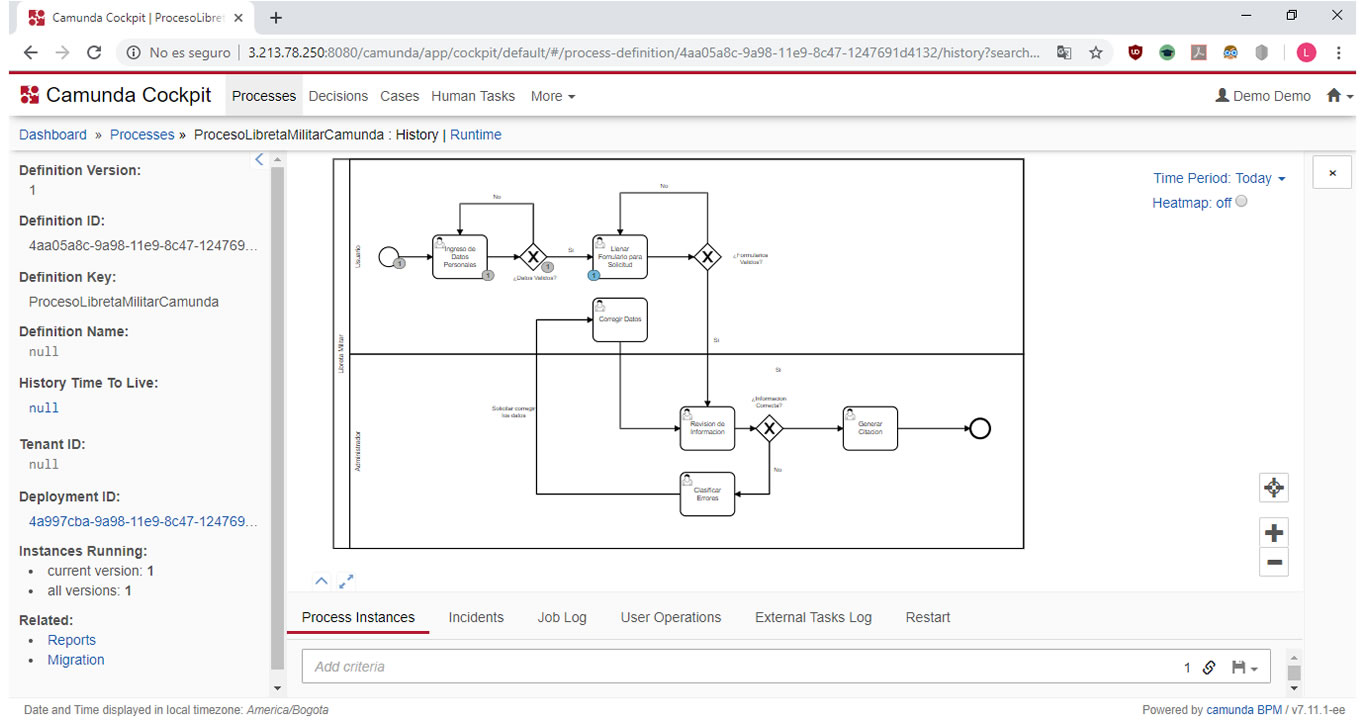 Camunda Cockpit | ProcesoLibre
No es seguro | 3.213.78.250:8080/camunda/app/cockpit/default/#/process-definition/4aa05a8c-9a98-11e9-8c47-1247691d4132/history?search...
L
Camunda Cockpit Processes Decisions Cases Human Tasks More Demo Demo
Dashboard » Processes » ProcesoLibretaMilitarCamunda : History | Runtime
Definition Version:
1
Definition ID:
4aa05a8c-9a98-11e9-8c47-124769...
Definition Key:
ProcesoLibretaMilitarCamunda
Definition Name:
null
History Time To Live:
null
Tenant ID:
null
Deployment ID:
4a997cba-9a98-11e9-8c47-124769...
Instances Running:
• current version: 1
• all versions: 1
Related:
• Reports
• Migration
Libreta Militar
Usuario
1
Ingreso de
Datos
Personales
1
No
1
¿Datos Validos?
Si
Llenar
Fomulario para
Solicitud
1
No
¿Formularios
Validos?
Si
Corregir Datos
Administrador
Solicitar corregir
los datos
Revision de
Informacion
¿Informacion
Correcta?
Si
No
Generar
Citacion
Clasificar
Errores
Time Period: Today
Heatmap: off
×
Process Instances Incidents Job Log User Operations External Tasks Log Restart
Add criteria 1
Date and Time displayed in local timezone: America/Bogota
Powered by camunda BPM / v7.11.1-ee